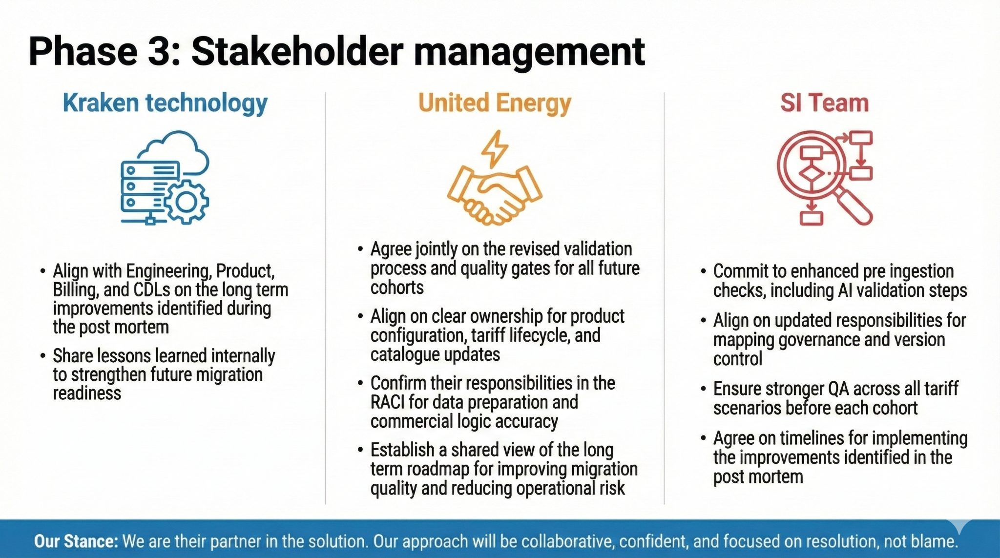 Phase 3: Stakeholder management
Kraken technology
• Align with Engineering, Product,
Billing, and CDLs on the long term
improvements identified during
the post mortem
• Share lessons learned internally
to strengthen future migration
readiness
United Energy
• Agree jointly on the revised validation
process and quality gates for all future
cohorts
• Align on clear ownership for product
configuration, tariff lifecycle, and
catalogue updates
• Confirm their responsibilities in the
RACI for data preparation and
commercial logic accuracy
• Establish a shared view of the long
term roadmap for improving migration
quality and reducing operational risk
SI Team
• Commit to enhanced pre ingestion
checks, including AI validation steps
• Align on updated responsibilities for
mapping governance and version
control
• Ensure stronger QA across all tariff
scenarios before each cohort
• Agree on timelines for implementing
the improvements identified in the
post mortem
Our Stance: We are their partner in the solution. Our approach will be collaborative, confident, and focused on resolution, not blame.